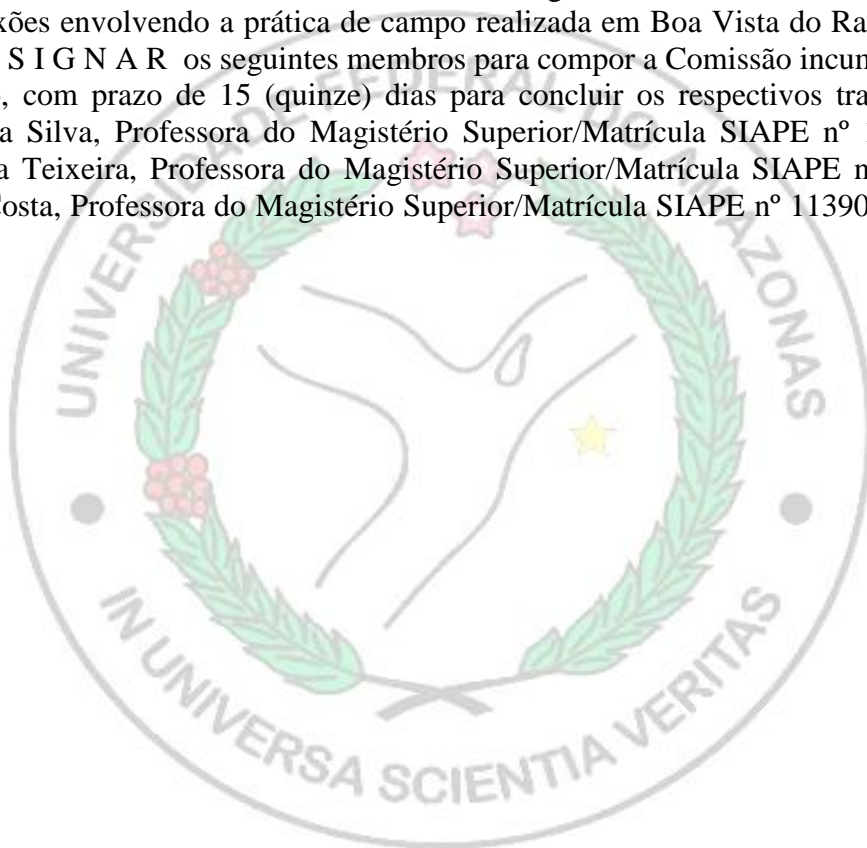 xões envolvendo a prática de campo realizada em Boa Vista do Ra
S I G N A R os seguintes membros para compor a Comissão incun
, com prazo de 15 (quinze) dias para concluir os respectivos tra
a Silva, Professora do Magistério Superior/Matrícula SIAPE nº
a Teixeira, Professora do Magistério Superior/Matrícula SIAPE n
Costa, Professora do Magistério Superior/Matrícula SIAPE nº 11390
UNIVERSIDADE FEDERAL DO AMAZONAS
IN UNIVERSA SCIENTIA VERITAS